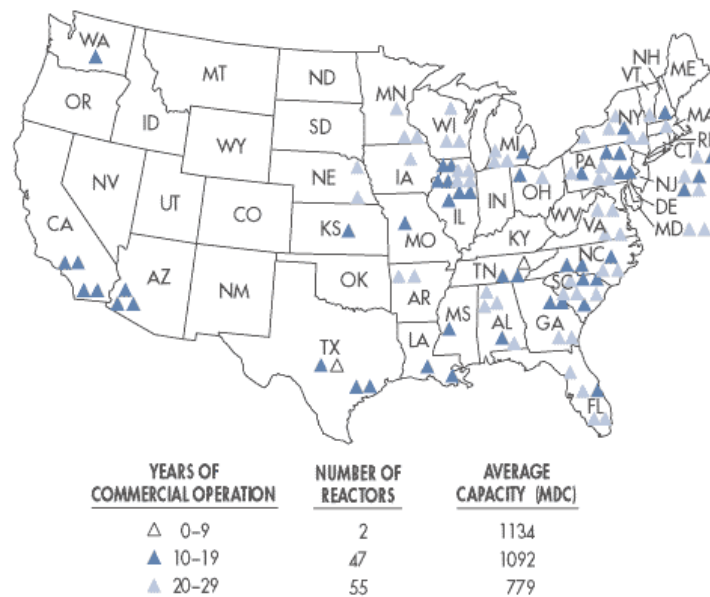 NH
WA
VT
ME
MT
ND
MN
OR
NY
MA
ID
SD
WI
MI
RI
WY
CT
PA
IA
NE
NJ
NV
OH
UT
IL
IN
DE
CO
WV
CA
VA
MD
KS
MO
KY
NC
TN
AZ
OK
SC
NM
AR
MS
AL
GA
LA
TX
FL
YEARS OF
COMMERCIAL OPERATION
NUMBER OF
REACTORS
AVERAGE
CAPACITY (MDC)
0–9 2 1134
10–19 47 1092
20–29 55 779